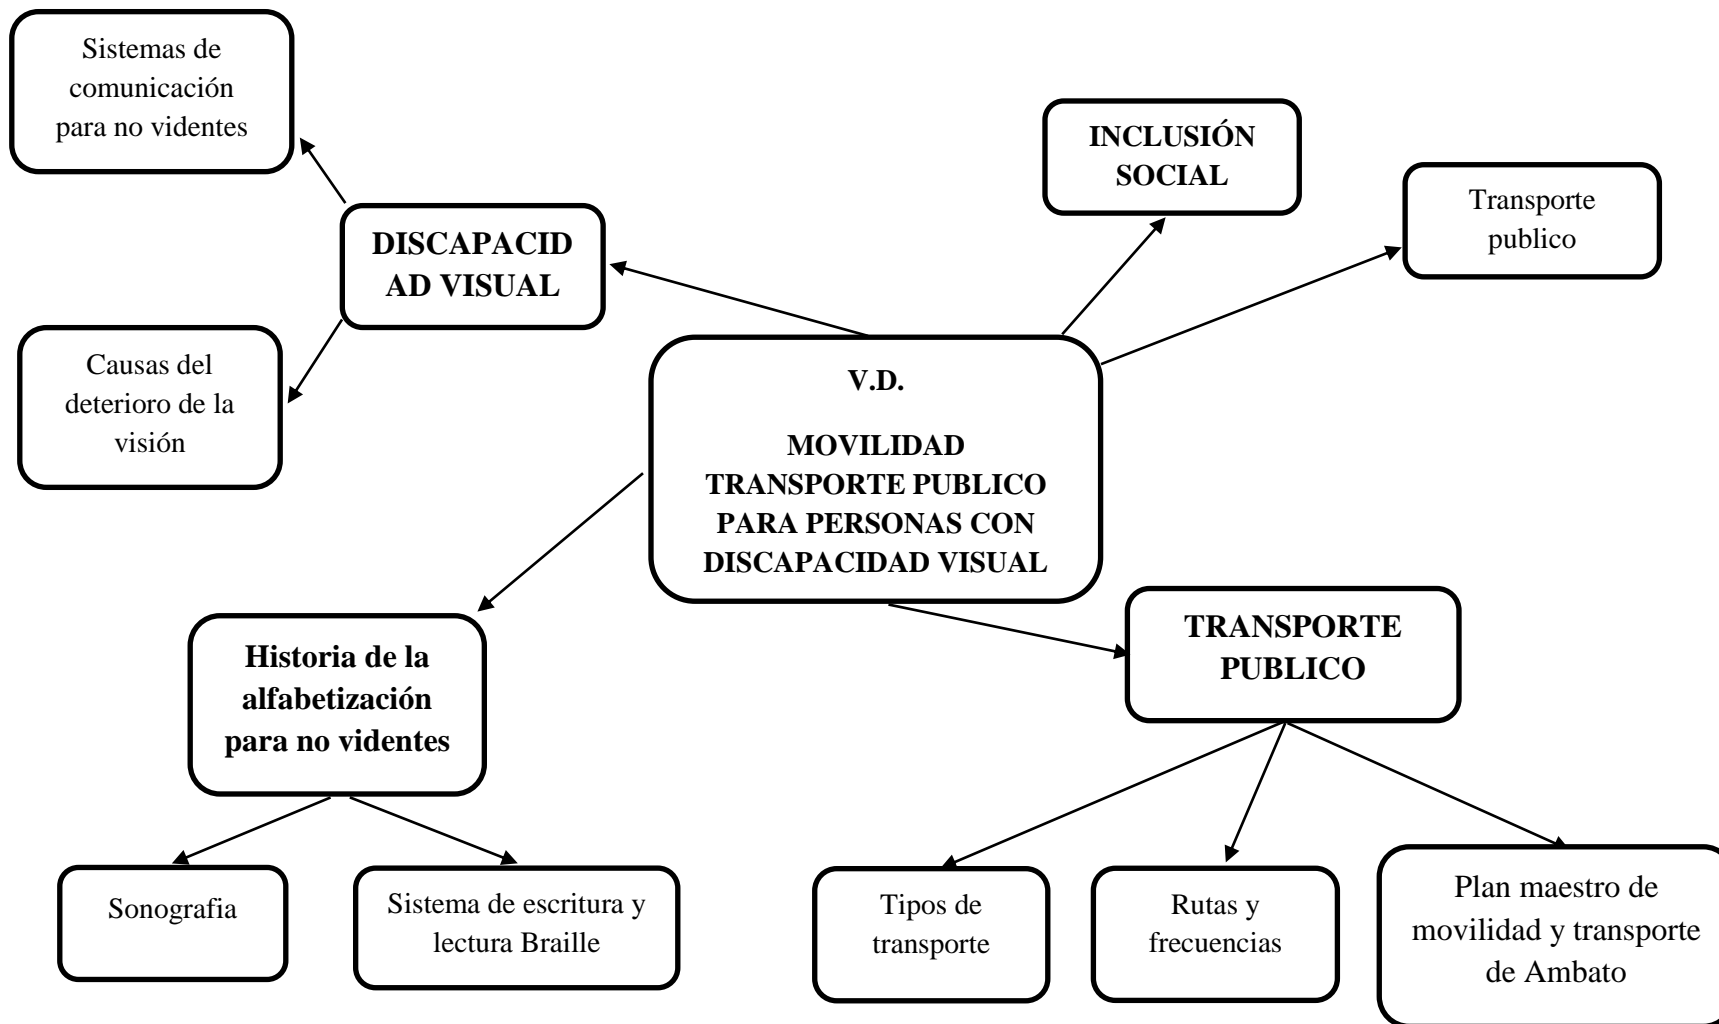 Sistemas de
comunicación
para no videntes
INCLUSIÓN
SOCIAL
Transporte
publico
DISCAPACID
AD VISUAL
Causas del
deterioro de la
visión
V.D.
MOVILIDAD
TRANSPORTE PUBLICO
PARA PERSONAS CON
DISCAPACIDAD VISUAL
Historia de la
alfabetización
para no videntes
TRANSPORTE
PUBLICO
Sonografia
Sistema de escritura y
lectura Braille
Tipos de
transporte
Rutas y
frecuencias
Plan maestro de
movilidad y transporte
de Ambato